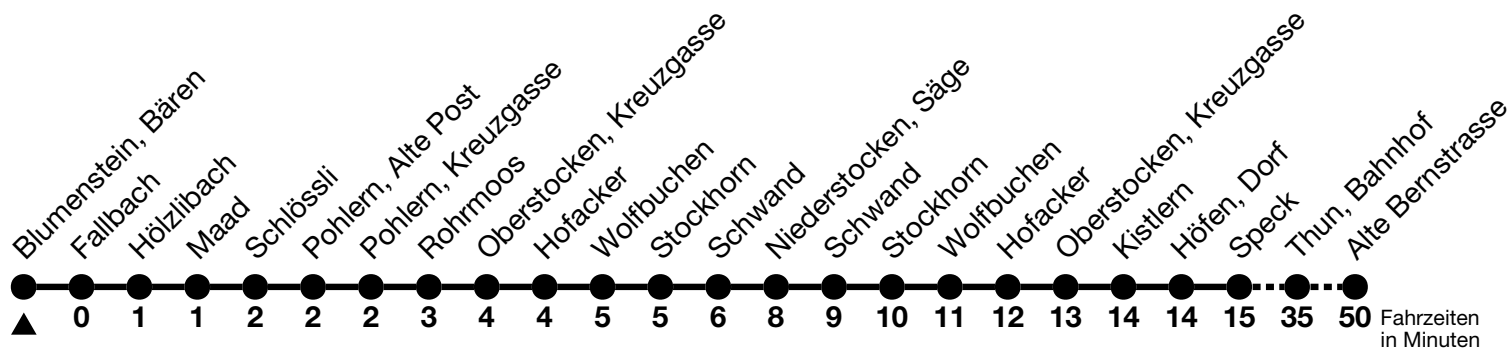 Blumenstein, Bären
Fallbach
Hölzlibach
Maad
Schlössli
Pohlern, Alte Post
Pohlern, Kreuzgasse
Rohrmoos
Oberstocken, Kreuzgasse
Hofacker
Wolfbuchen
Stockhorn
Schwand
Niederstocken, Säge
Schwand
Stockhorn
Wolfbuchen
Hofacker
Oberstocken, Kreuzgasse
Kistlern
Höfen, Dorf
Speck
Thun, Bahnhof
Alte Bernstrasse
0 1 1 2 2 2 3 4 4 5 5 6 8 9 10 11 12 13 14 14 15 35 50 Fahrzeiten
in Minuten